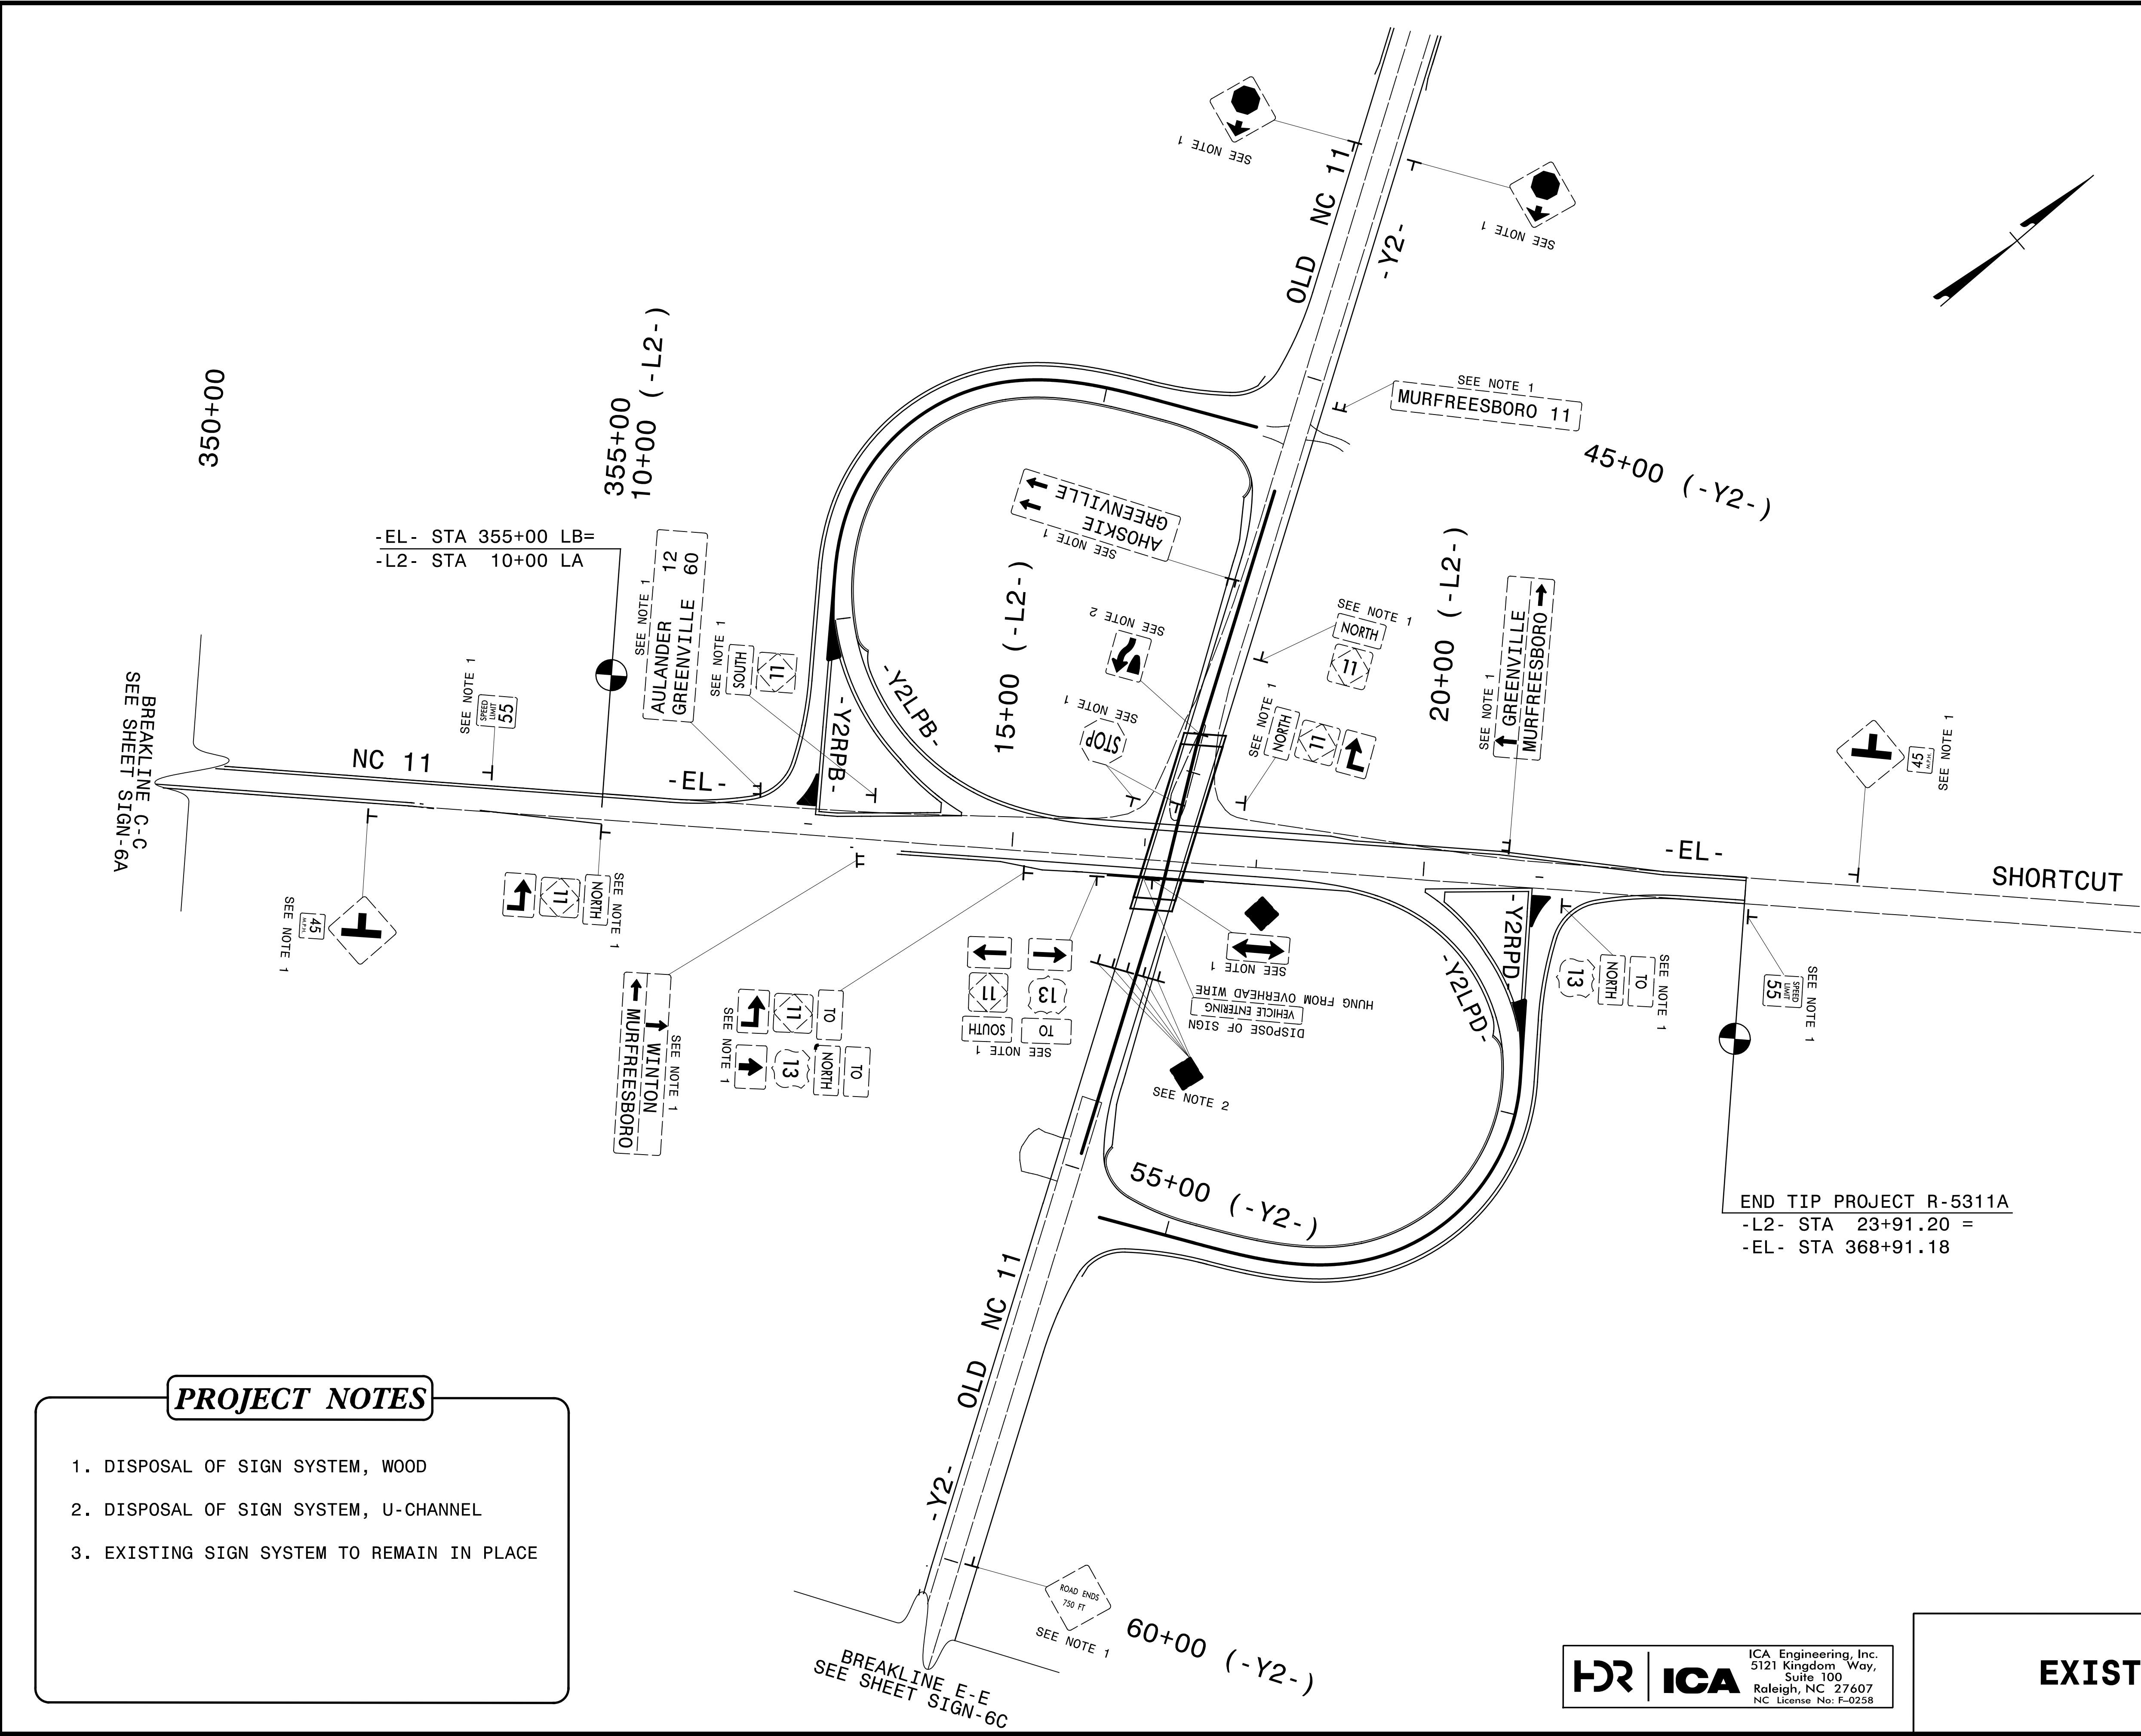 SEE NOTE 1
SEE NOTE 1
OLD NC 11
-Y2-
SEE NOTE 1
MURFREESBORO 11
45+00 (-Y2-)
350+00
355+00
10+00 (-L2-)
-EL- STA 355+00 LB=
-L2- STA 10+00 LA
SEE NOTE 1
AULANDER 12
GREENVILLE 60
SEE NOTE 1
SOUTH
11
AHOSKIE
GREENVILLE
SEE NOTE 1
15+00 (-L2-)
SEE NOTE 2
SEE NOTE 1
STOP
SEE NOTE 1
NORTH
11
SEE NOTE 1
NORTH
11
20+00 (-L2-)
SEE NOTE 1
GREENVILLE
MURFREESBORO
45
M.P.H.
SEE NOTE 1
BREAKLINE C-C
SEE SHEET SIGN-6A
SEE NOTE 1
SPEED
LIMIT
55
NC 11
-EL-
-Y2RPB-
-Y2LPB-
-EL-
SHORTCUT
SEE NOTE 1
45
M.P.H.
SEE NOTE 1
NORTH
11
SEE NOTE 1
WINTON
MURFREESBORO
TO
11
SEE NOTE 1
TO
NORTH
13
SEE NOTE 1
SOUTH
11
TO
13
SEE NOTE 1
SEE NOTE 1
HUNG FROM OVERHEAD WIRE
VEHICLE ENTERING
DISPOSE OF SIGN
SEE NOTE 2
-Y2LPD-
-Y2RPD-
SEE NOTE 1
TO
NORTH
13
SEE NOTE 1
SPEED
LIMIT
55
55+00 (-Y2-)
END TIP PROJECT R-5311A
-L2- STA 23+91.20 =
-EL- STA 368+91.18
OLD NC 11
-Y2-
ROAD ENDS
750 FT
SEE NOTE 1
60+00 (-Y2-)
BREAKLINE E-E
SEE SHEET SIGN-6C
PROJECT NOTES
1. DISPOSAL OF SIGN SYSTEM, WOOD
2. DISPOSAL OF SIGN SYSTEM, U-CHANNEL
3. EXISTING SIGN SYSTEM TO REMAIN IN PLACE
HDR ICA
ICA Engineering, Inc.
5121 Kingdom Way,
Suite 100
Raleigh, NC 27607
NC License No: F-0258
EXIST